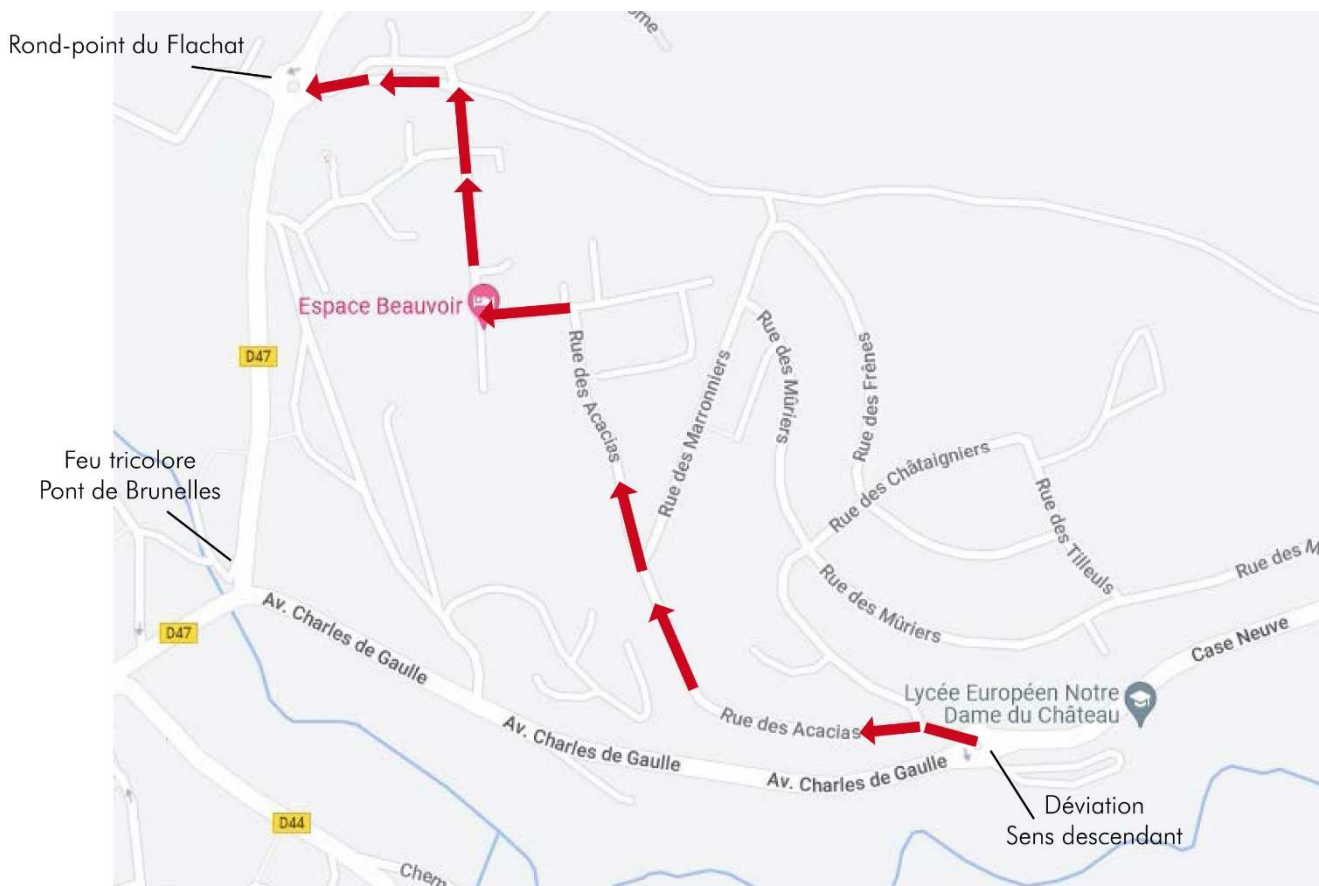 ome
Rond-point du Flachat
Espace Beauvoir
D47
Rue des Acacias
Rue des Marronniers
Rue des Mûriers
Rue des Frênes
Rue des Châtaigniers
Rue des Tilleuls
Rue des M
Feu tricolore
Pont de Brunelles
Av. Charles de Gaulle
D47
Rue des Mûriers
Case Neuve
Lycée Européen Notre
Dame du Château
Rue des Acacias
Av. Charles de Gaulle
Av. Charles de Gaulle
Déviation
Sens descendant
D44
Chem